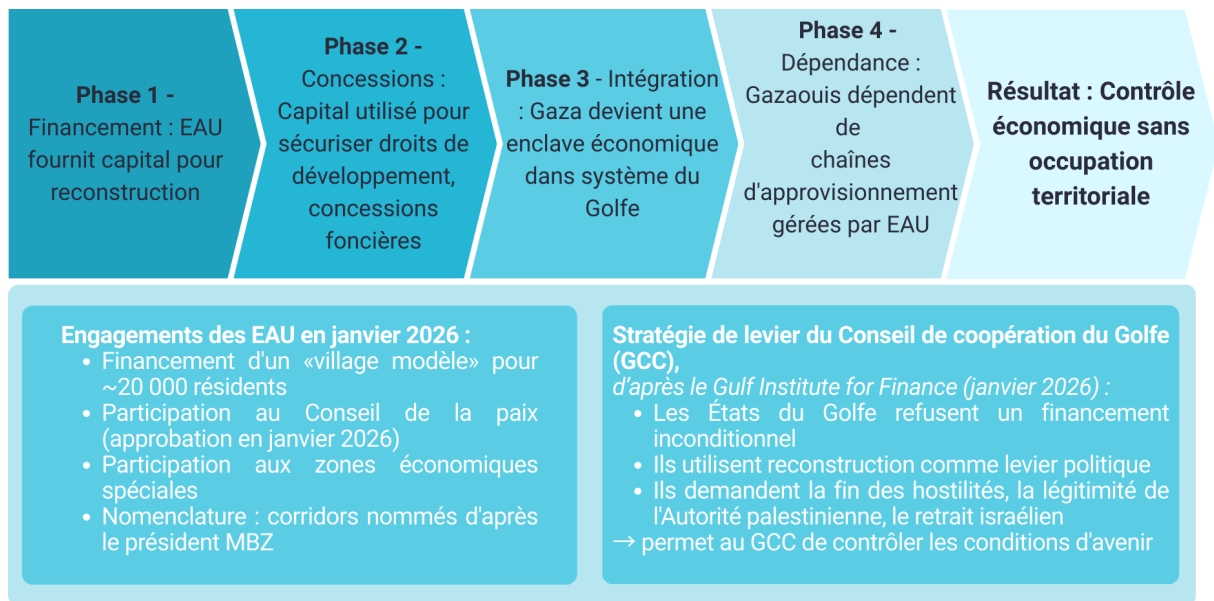 Phase 1 -
Financement : EAU
fournit capital pour
reconstruction
Phase 2 -
Concessions :
Capital utilisé pour
sécuriser droits de
développement,
concessions
foncières
Phase 3 - Intégration
: Gaza devient une
enclave économique
dans système du
Golfe
Phase 4 -
Dépendance :
Gazaouis dépendent
de
chaînes
d'approvisionnement
gérées par EAU
Résultat : Contrôle
économique sans
occupation
territoriale
Engagements des EAU en janvier 2026 :
• Financement d'un «village modèle» pour
~20 000 résidents
• Participation au Conseil de la paix
(approbation en janvier 2026)
• Participation aux zones économiques
spéciales
• Nomenclature : corridors nommés d'après
le président MBZ
Stratégie de levier du Conseil de coopération du Golfe
(GCC),
d'après le Gulf Institute for Finance (janvier 2026) :
• Les États du Golfe refusent un financement
inconditionnel
• Ils utilisent reconstruction comme levier politique
• Ils demandent la fin des hostilités, la légitimité de
l'Autorité palestinienne, le retrait israélien
→ permet au GCC de contrôler les conditions d'avenir